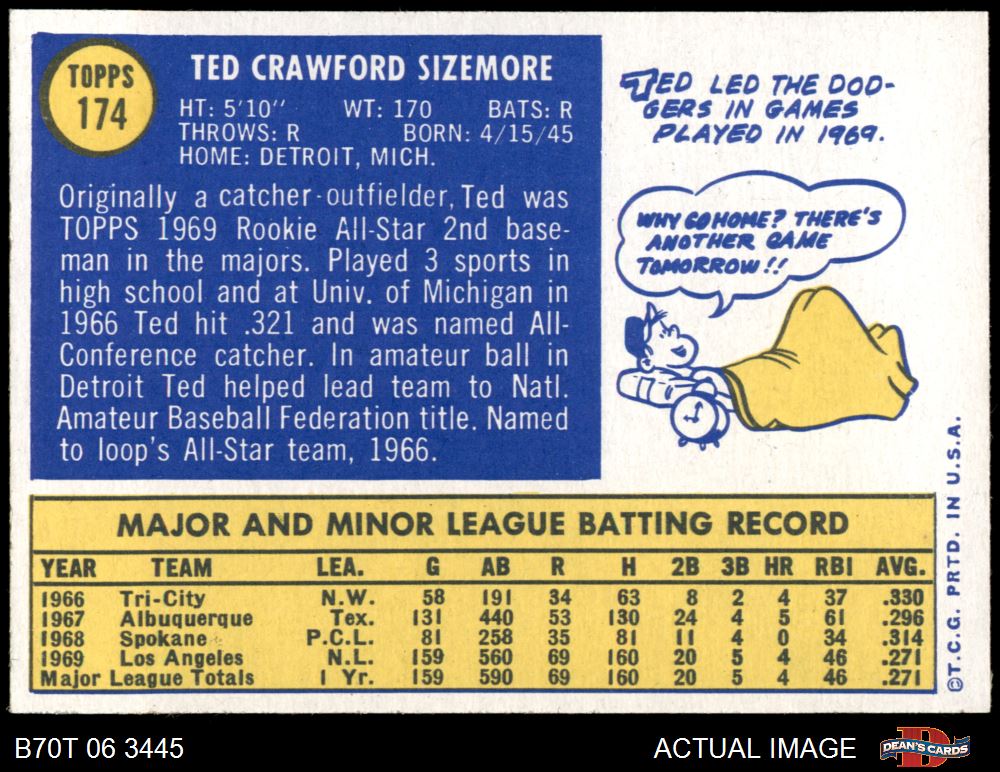 TOPPS
174
TED CRAWFORD SIZEMORE
HT: 5'10" WT: 170 BATS: R
THROWS: R BORN: 4/15/45
HOME: DETROIT, MICH.
Originally a catcher-outfielder, Ted was
TOPPS 1969 Rookie All-Star 2nd base-
man in the majors. Played 3 sports in
high school and at Univ. of Michigan in
1966 Ted hit .321 and was named All-
Conference catcher. In amateur ball in
Detroit Ted helped lead team to Natl.
Amateur Baseball Federation title. Named
to loop's All-Star team, 1966.
TED LED THE DOD-
GERS IN GAMES
PLAYED IN 1969.
WHY GO HOME? THERE'S
ANOTHER GAME
TOMORROW!!
MAJOR AND MINOR LEAGUE BATTING RECORD
YEAR TEAM LEA. G AB R H 2B 3B HR RBI AVG.
1966 Tri-City N.W. 58 191 34 63 8 2 4 37 .330
1967 Albuquerque Tex. 131 440 53 130 24 4 5 61 .296
1968 Spokane P.C.L. 81 258 35 81 11 4 0 34 .314
1969 Los Angeles N.L. 159 560 69 160 20 5 4 46 .271
Major League Totals 1 Yr. 159 590 69 160 20 5 4 46 .271
©T.C.G. PRTD. IN U.S.A.
B70T 06 3445 ACTUAL IMAGE
DEAN'S CARDS